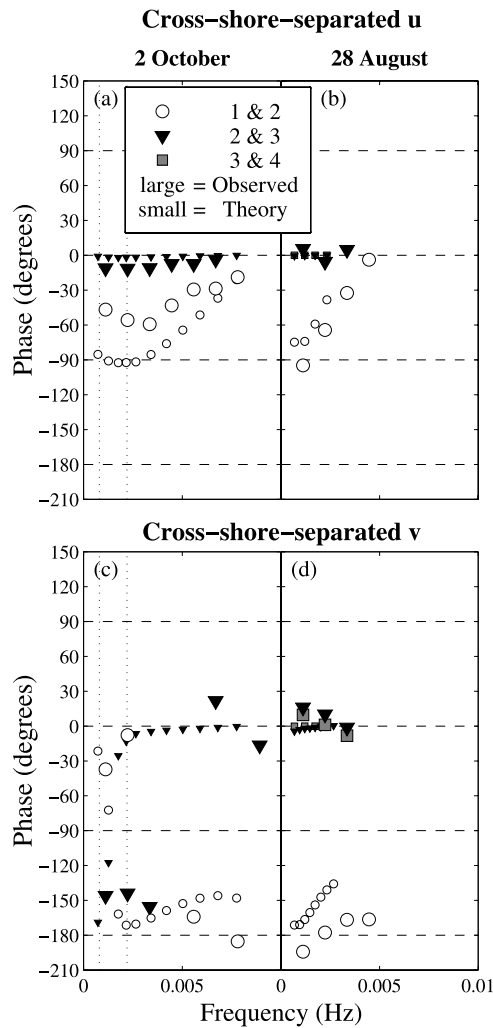 Cross-shore-separated u
2 October 28 August
(a) (b)
1 & 2
2 & 3
3 & 4
large = Observed
small = Theory
150
90
60
30
0
−30
−60
−90
−120
−150
−180
−210
Phase (degrees)
Cross-shore-separated v
(c) (d)
150
120
90
60
30
0
−30
−60
−90
−120
−150
−180
−210
Phase (degrees)
0 0.005 0 0.005 0.01
Frequency (Hz)